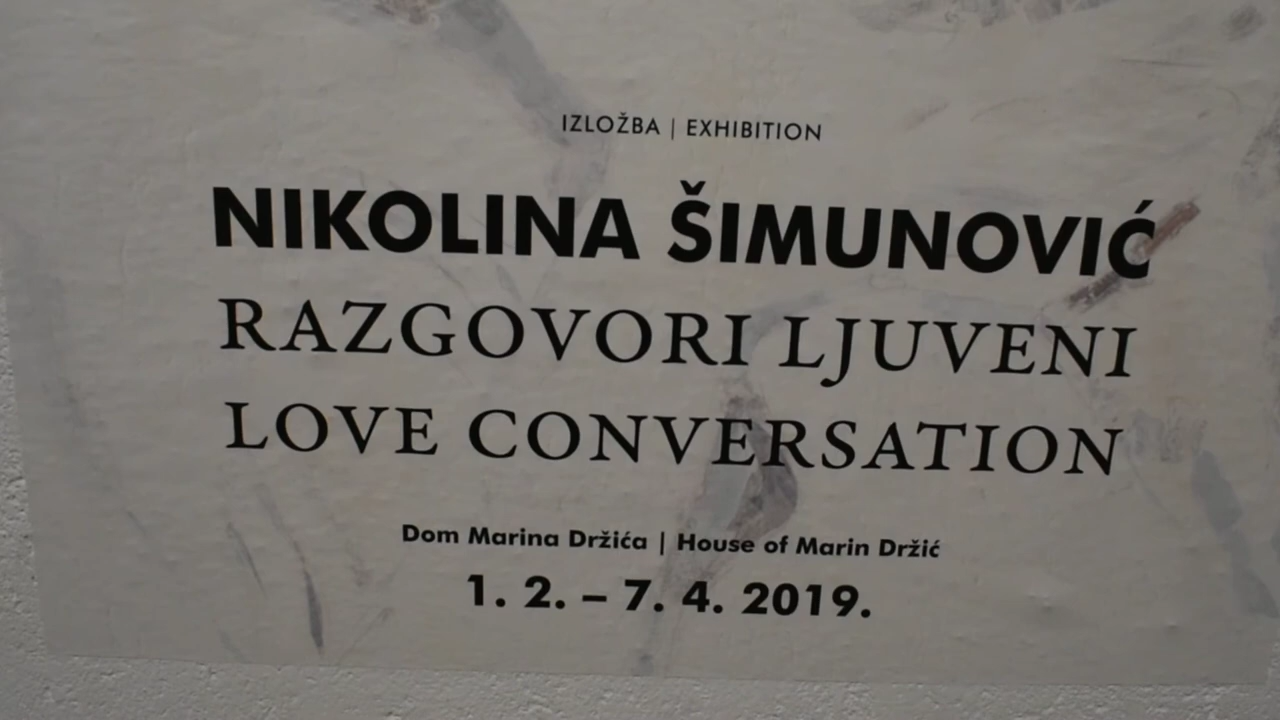 IZLOŽBA | EXHIBITION
NIKOLINA ŠIMUNOVIĆ
RAZGOVORI LJUVENI
LOVE CONVERSATION
Dom Marina Držića | House of Marin Držić
1. 2. – 7. 4. 2019.